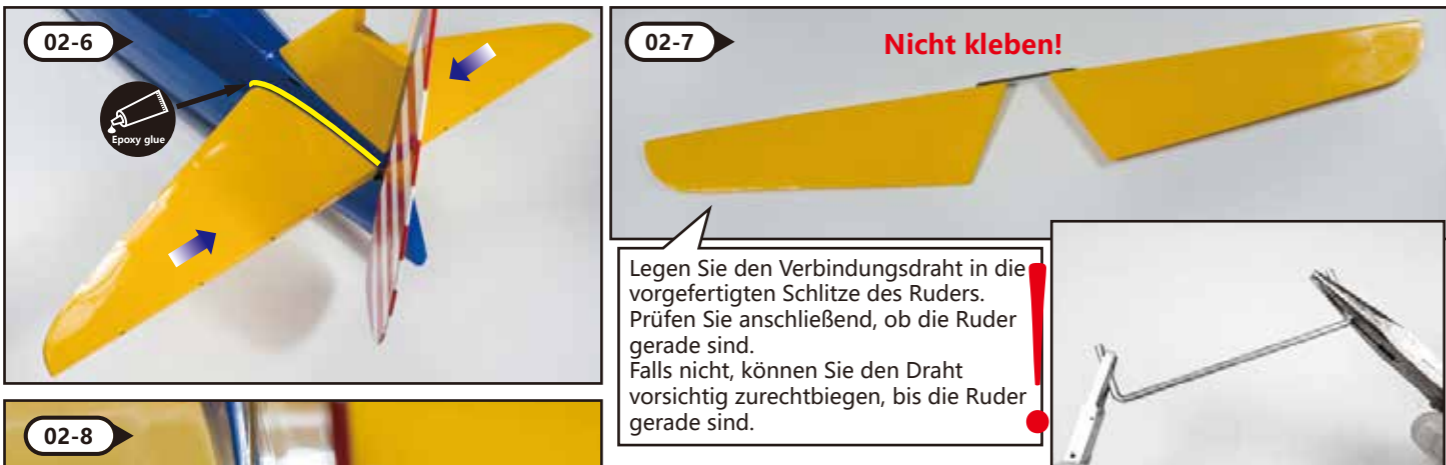 02-6
Epoxy glue
02-7
Nicht kleben!
Legen Sie den Verbindungsdraht in die
vorgefertigten Schlitze des Ruders.
Prüfen Sie anschließend, ob die Ruder
gerade sind.
Falls nicht, können Sie den Draht
vorsichtig zurechtbiegen, bis die Ruder
gerade sind.
02-8